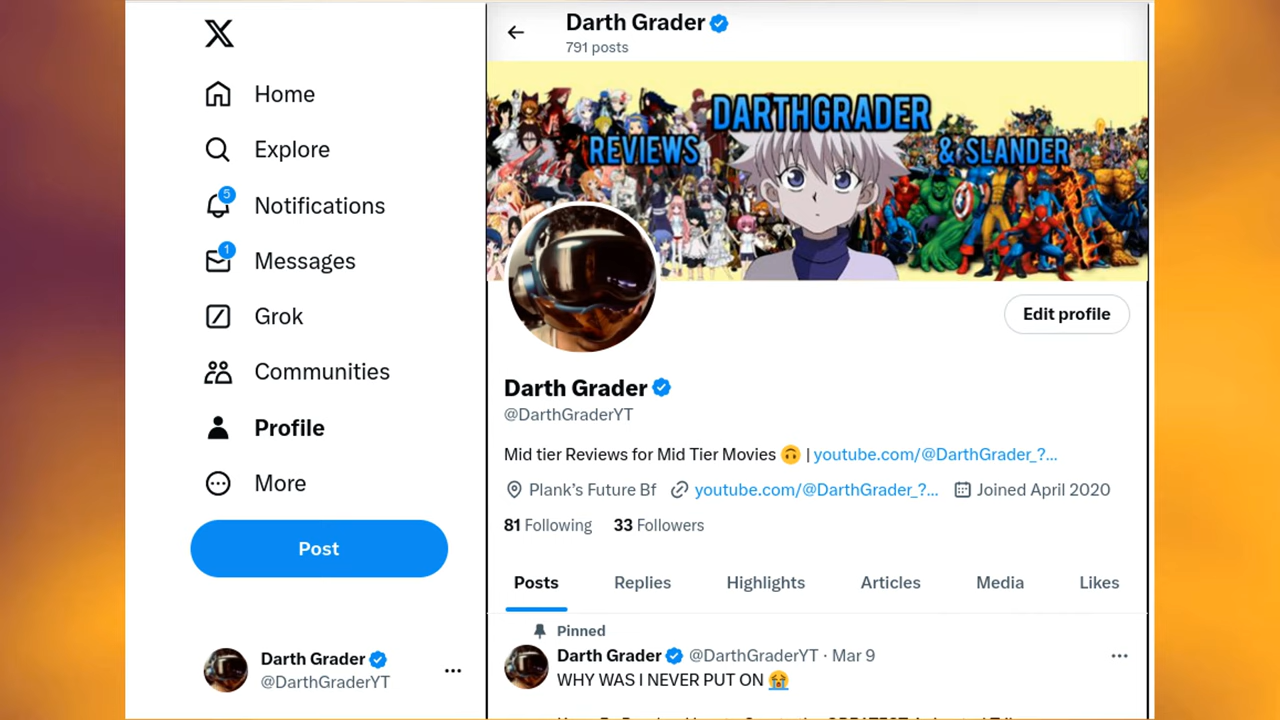 Darth Grader
791 posts
DARTHGRADER
REVIEWS & SLANDER
Home
Explore
5
Notifications
1
Messages
Grok
Communities
Profile
More
Post
Darth Grader
@DarthGraderYT
Edit profile
Darth Grader
@DarthGraderYT
Mid tier Reviews for Mid Tier Movies 🙃 | youtube.com/@DarthGrader_?…
Plank's Future Bf youtube.com/@DarthGrader_?… Joined April 2020
81 Following 33 Followers
Posts Replies Highlights Articles Media Likes
Pinned
Darth Grader @DarthGraderYT · Mar 9
WHY WAS I NEVER PUT ON 😭